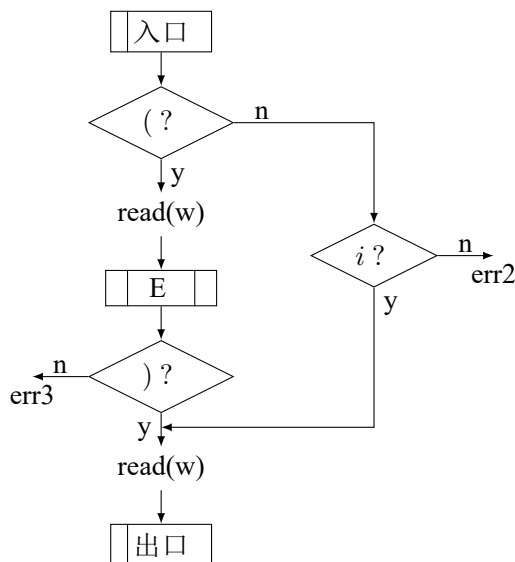 入口
( ?
n
y
read(w)
i ?
n
err2
E
y
) ?
n
err3
y
read(w)
出口